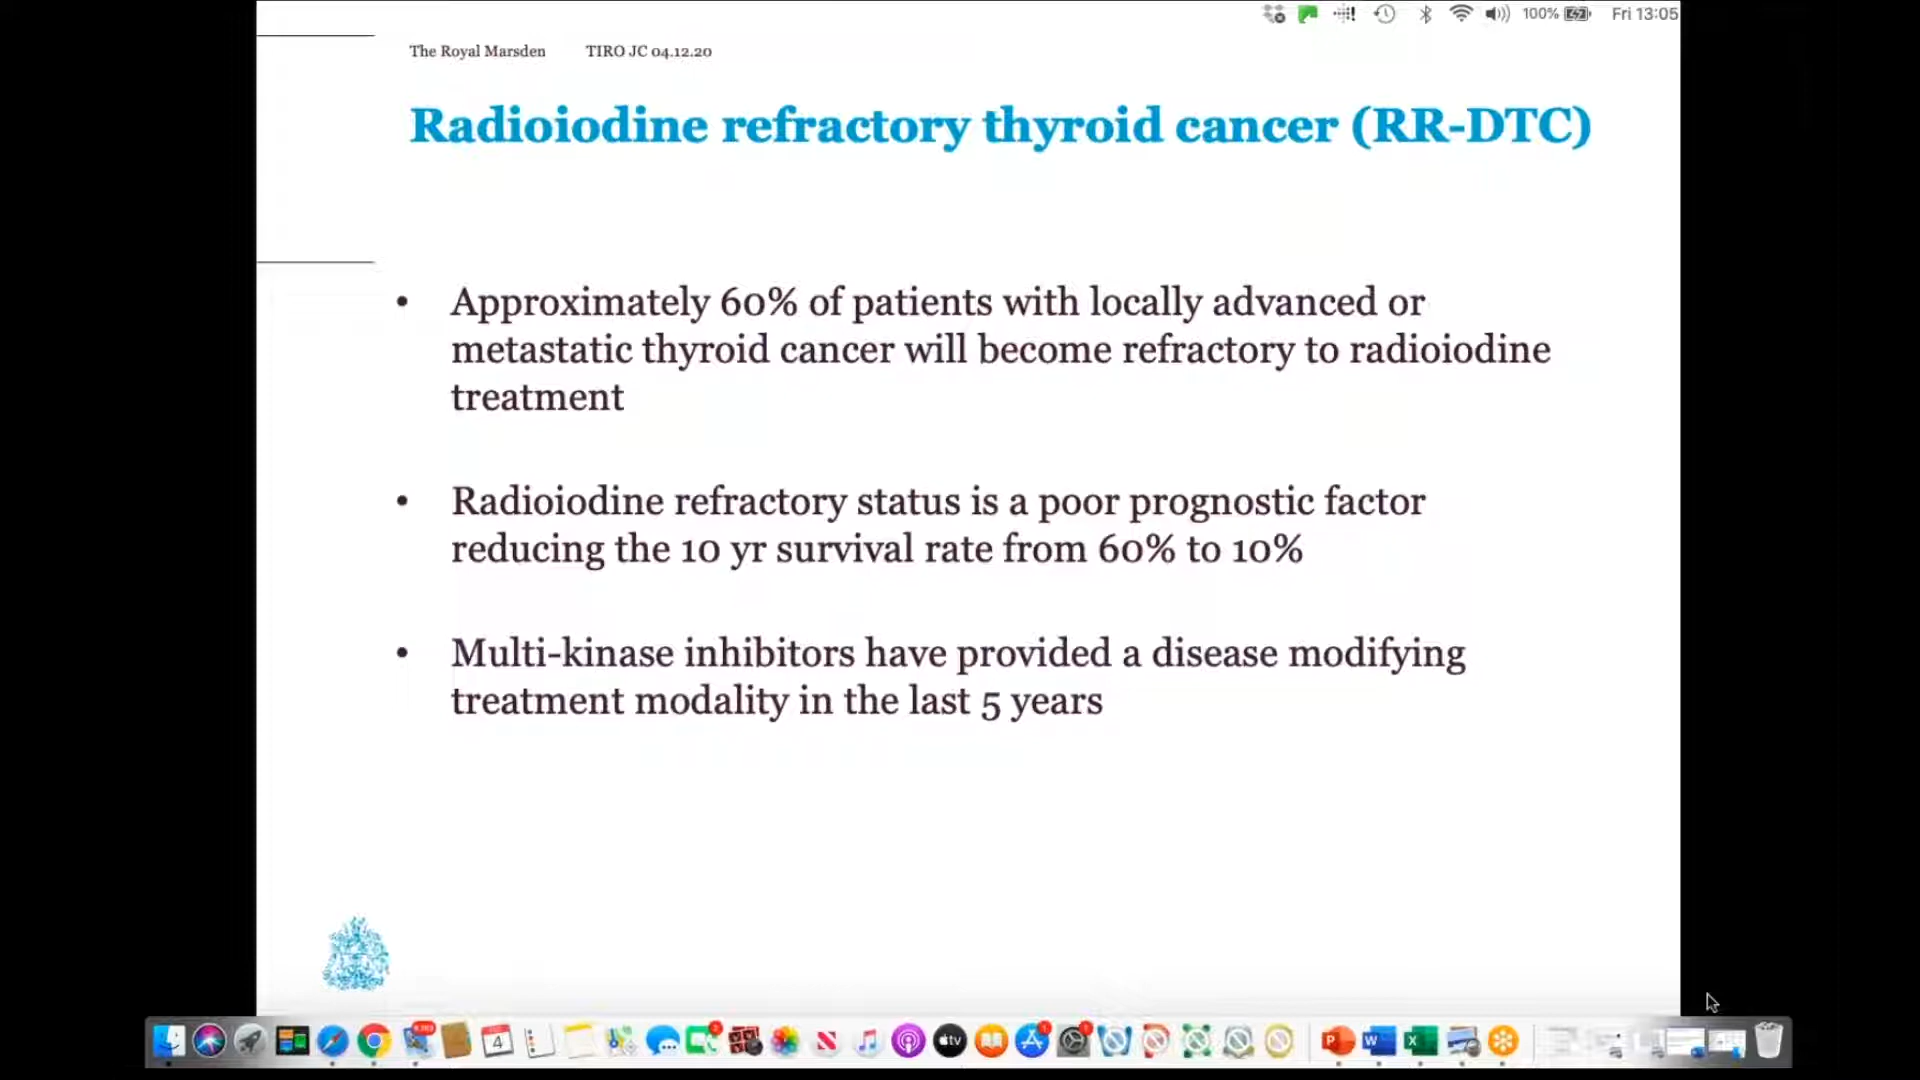 100% Fri 13:05
The Royal Marsden TIRO JC 04.12.20
Radioiodine refractory thyroid cancer (RR-DTC)
• Approximately 60% of patients with locally advanced or
metastatic thyroid cancer will become refractory to radioiodine
treatment
• Radioiodine refractory status is a poor prognostic factor
reducing the 10 yr survival rate from 60% to 10%
• Multi-kinase inhibitors have provided a disease modifying
treatment modality in the last 5 years
4 tv P W X